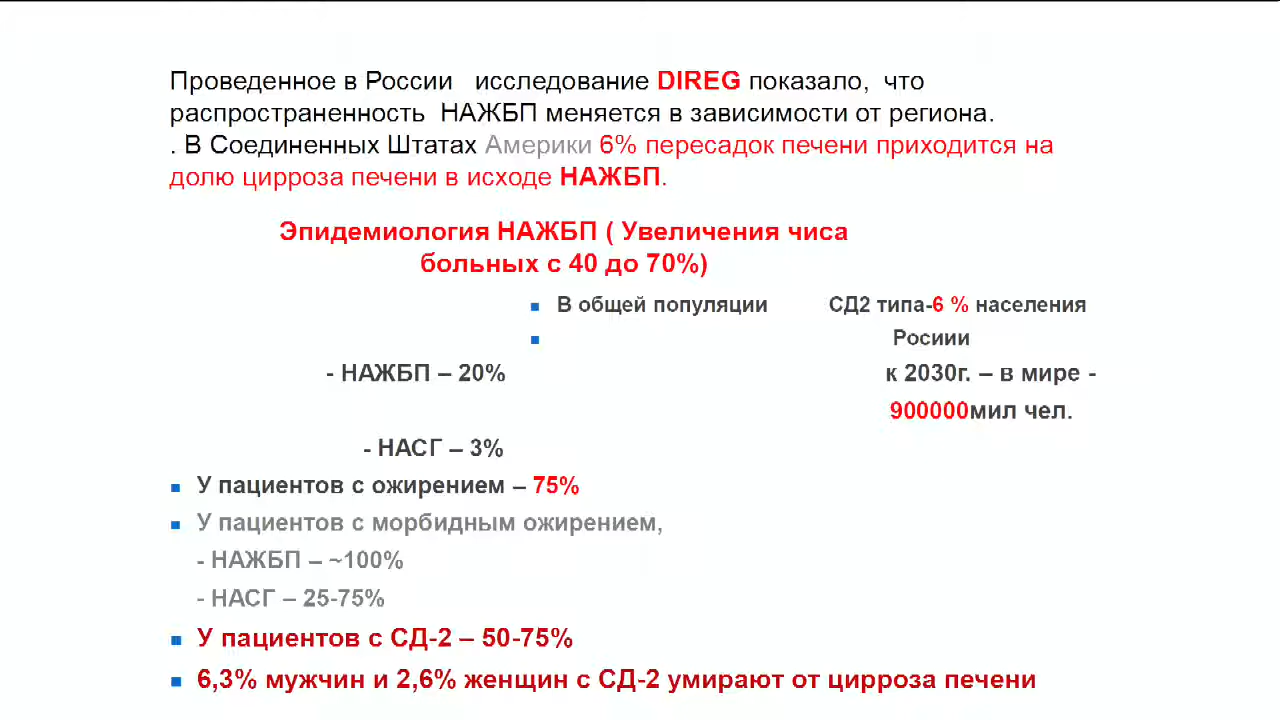 Проведенное в России исследование DIREG показало, что
распространенность НАЖБП меняется в зависимости от региона.
. В Соединенных Штатах Америки 6% пересадок печени приходится на
долю цирроза печени в исходе НАЖБП.
Эпидемиология НАЖБП ( Увеличения чиса
больных с 40 до 70%)
▪ В общей популяции СД2 типа-6 % населения
▪ Росиии
- НАЖБП – 20% к 2030г. – в мире -
900000мил чел.
- НАСГ – 3%
▪ У пациентов с ожирением – 75%
▪ У пациентов с морбидным ожирением,
- НАЖБП – ~100%
- НАСГ – 25-75%
▪ У пациентов с СД-2 – 50-75%
▪ 6,3% мужчин и 2,6% женщин с СД-2 умирают от цирроза печени